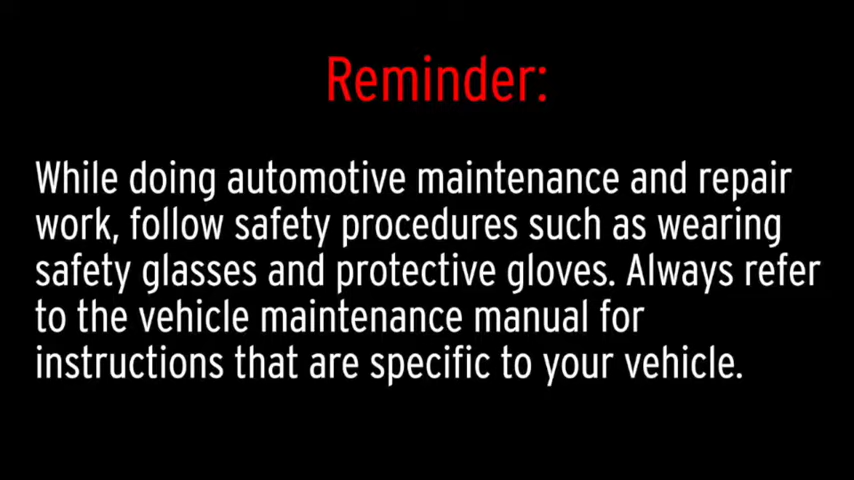 Reminder:
While doing automotive maintenance and repair
work, follow safety procedures such as wearing
safety glasses and protective gloves. Always refer
to the vehicle maintenance manual for
instructions that are specific to your vehicle.